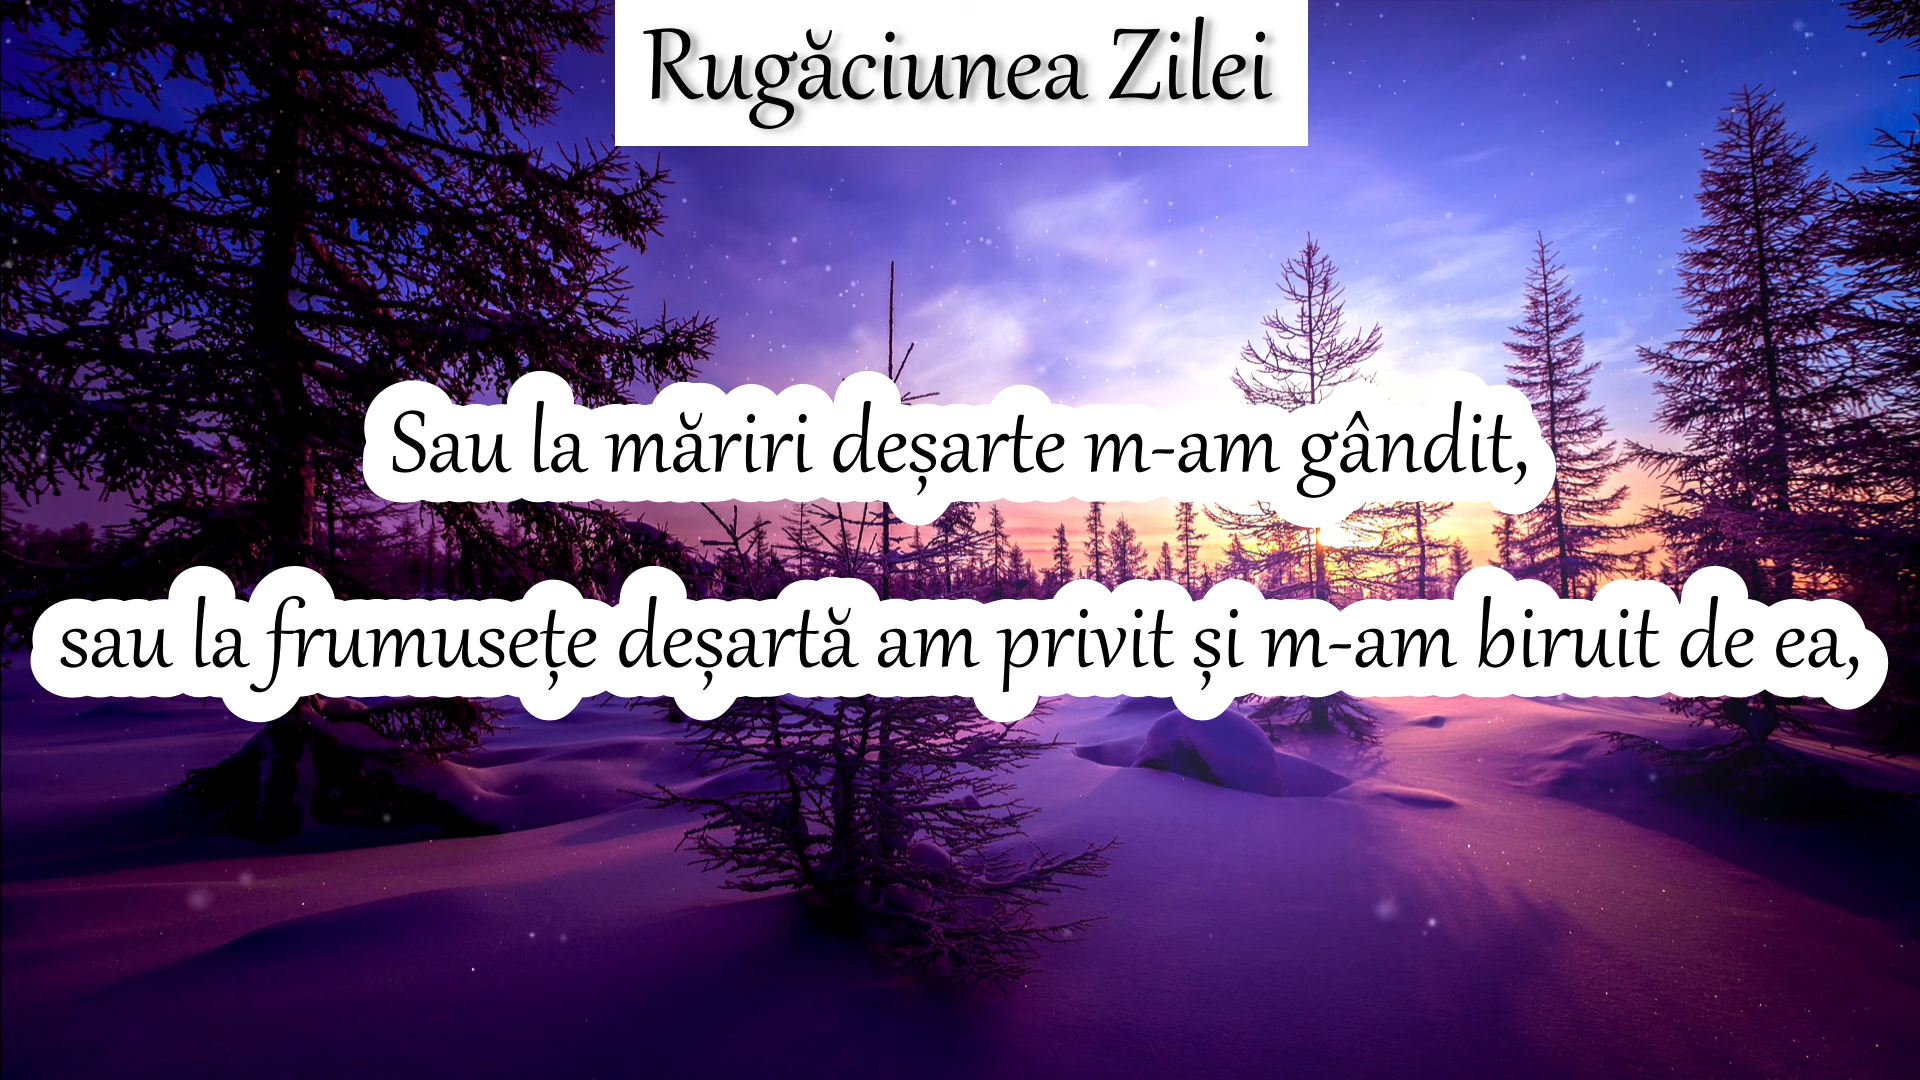 Rugăciunea Zilei
Sau la măriri deșarte m-am gândit,
sau la frumusețe deșartă am privit și m-am biruit de ea,